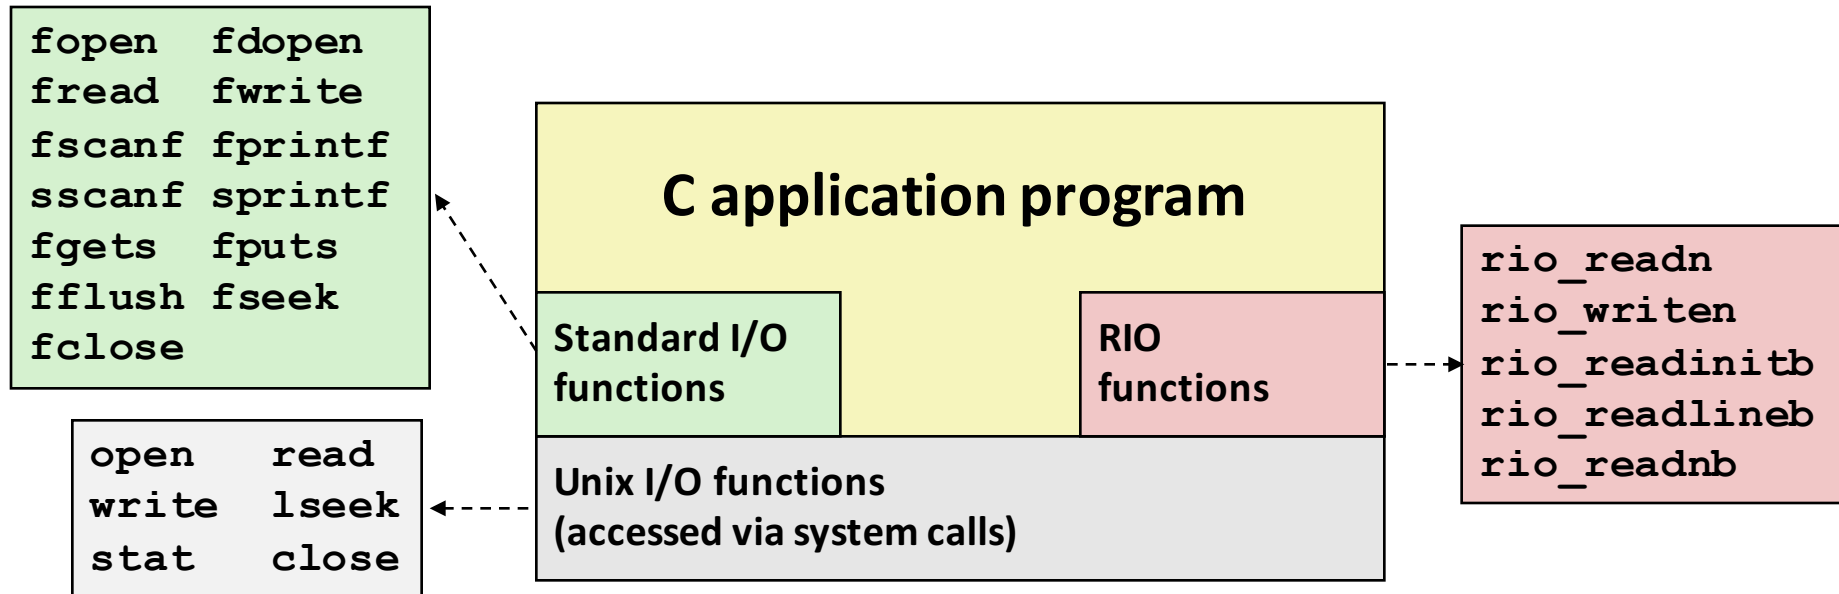 fopen fdopen
fread fwrite
fscanf fprintf
sscanf sprintf
fgets fputs
fflush fseek
fclose
C application program
Standard I/O
functions
RIO
functions
rio_readn
rio_writen
rio_readinitb
rio_readlineb
rio_readnb
open read
write lseek
stat close
Unix I/O functions
(accessed via system calls)